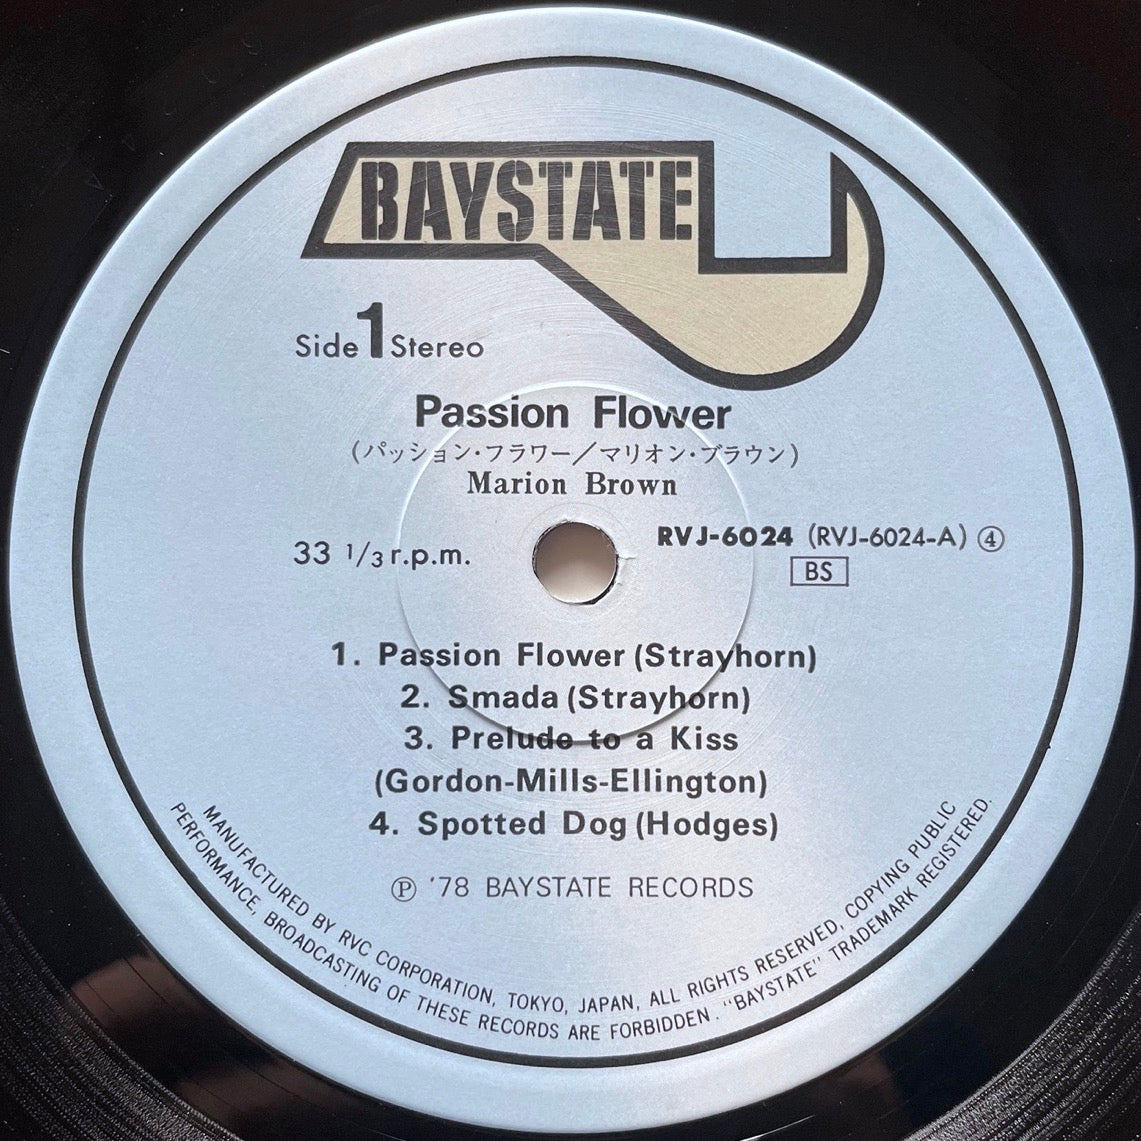 BAYSTATE
Side 1 Stereo
Passion Flower
(パッション・フラワー/マリオン・ブラウン)
Marion Brown
RVJ-6024 (RVJ-6024-A) ④
33 1/3 r.p.m.
BS
1. Passion Flower (Strayhorn)
2. Smada (Strayhorn)
3. Prelude to a Kiss
(Gordon-Mills-Ellington)
4. Spotted Dog (Hodges)
Ⓟ '78 BAYSTATE RECORDS
MANUFACTURED BY RVC CORPORATION, TOKYO, JAPAN, ALL RIGHTS RESERVED, COPYING PUBLIC
PERFORMANCE, BROADCASTING OF THESE RECORDS ARE FORBIDDEN. "BAYSTATE" TRADEMARK REGISTERED.